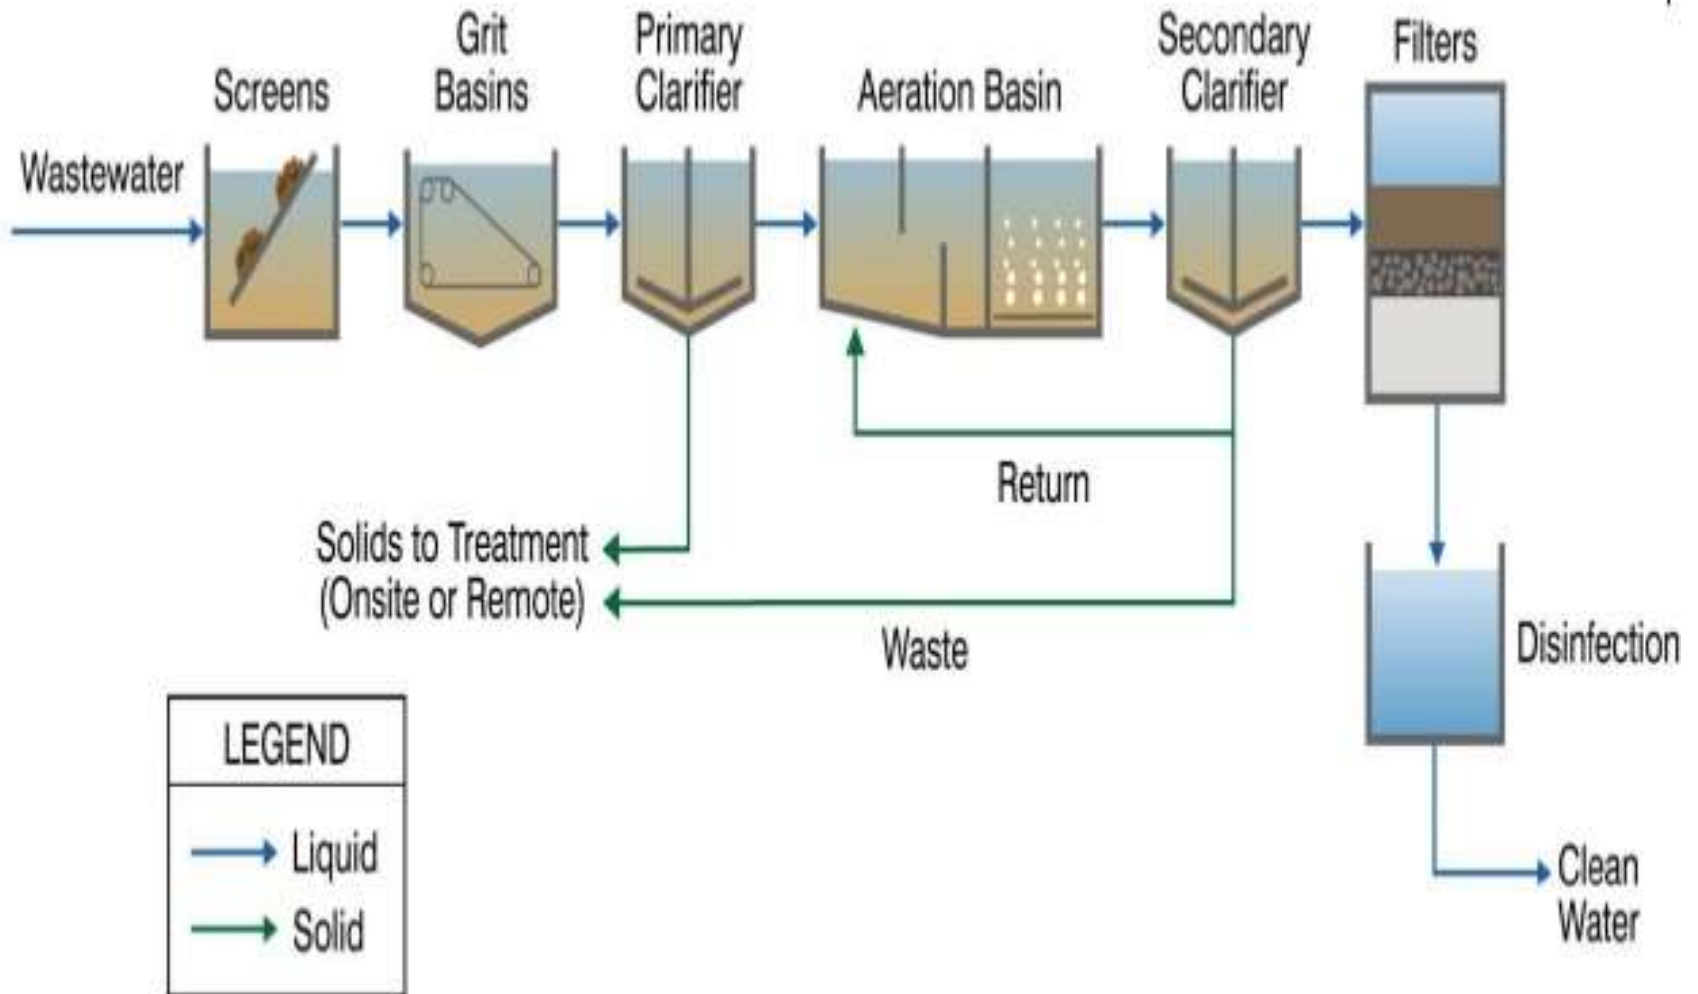 Screens
Grit
Basins
Primary
Clarifier
Aeration Basin
Secondary
Clarifier
Filters
Wastewater
Return
Solids to Treatment
(Onsite or Remote)
Waste
Disinfection
LEGEND
Liquid
Solid
Clean
Water